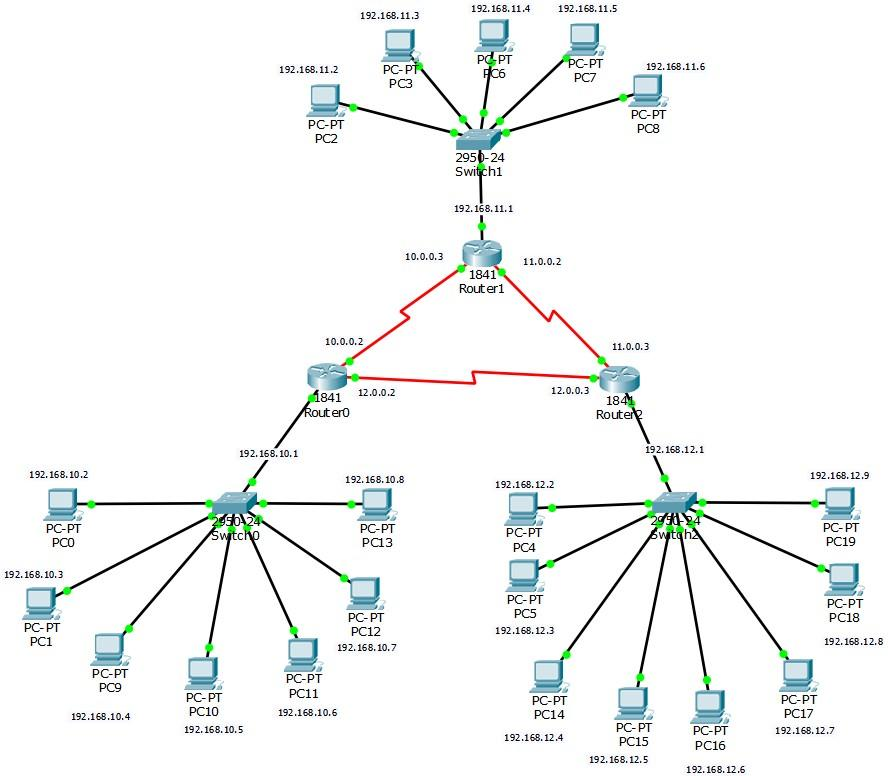 192.168.11.3
192.168.11.4
192.168.11.5
192.168.11.2
192.168.11.6
PC-PT
PC3
PC-PT
PC6
PC-PT
PC7
PC-PT
PC2
PC-PT
PC8
2950-24
Switch1
192.168.11.1
10.0.0.3
11.0.0.2
1841
Router1
10.0.0.2
11.0.0.3
1841
Router0
12.0.0.2
12.0.0.3
1841
Router2
192.168.10.1
192.168.12.1
192.168.10.2
192.168.10.8
PC-PT
PC0
2950-24
Switch0
PC-PT
PC13
192.168.10.3
PC-PT
PC1
PC-PT
PC12
192.168.10.7
PC-PT
PC9
192.168.10.4
PC-PT
PC10
192.168.10.5
PC-PT
PC11
192.168.10.6
192.168.12.2
192.168.12.9
PC-PT
PC4
2950-24
Switch2
PC-PT
PC19
PC-PT
PC5
192.168.12.3
PC-PT
PC18
192.168.12.8
PC-PT
PC14
192.168.12.4
PC-PT
PC15
192.168.12.5
PC-PT
PC16
192.168.12.6
PC-PT
PC17
192.168.12.7